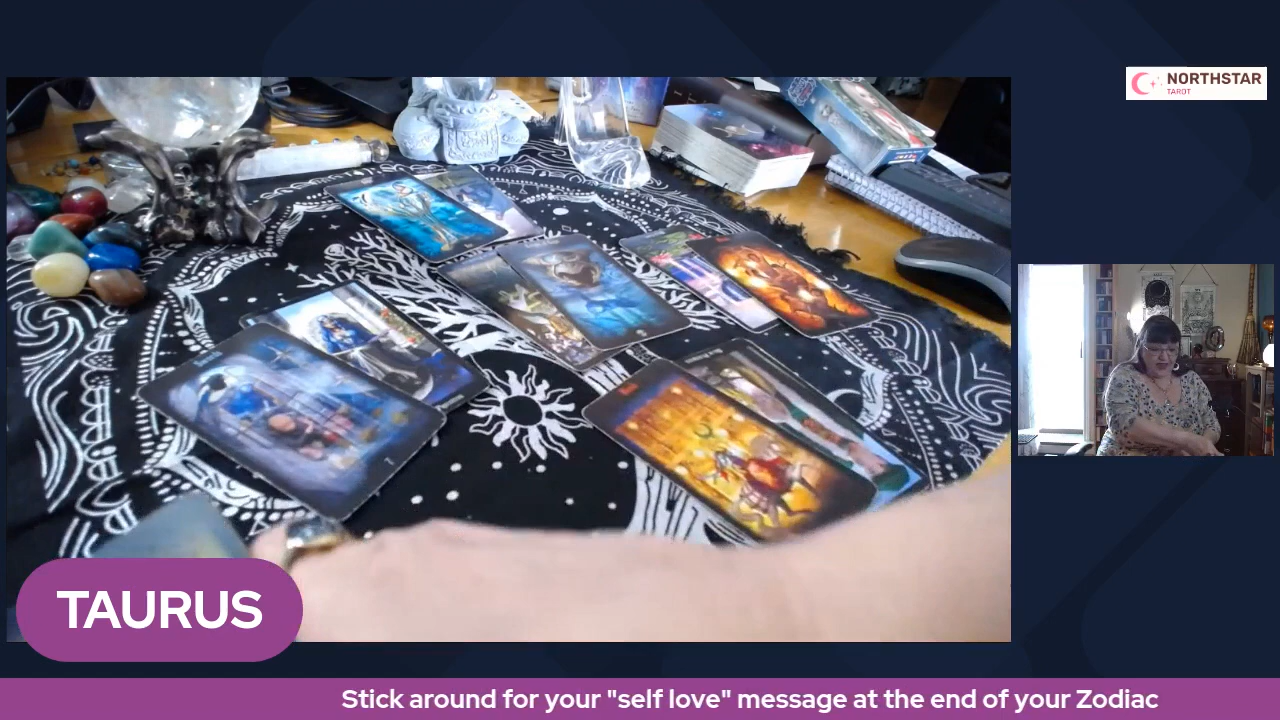 NORTHSTAR
TAROT
TAURUS
Stick around for your "self love" message at the end of your Zodiac